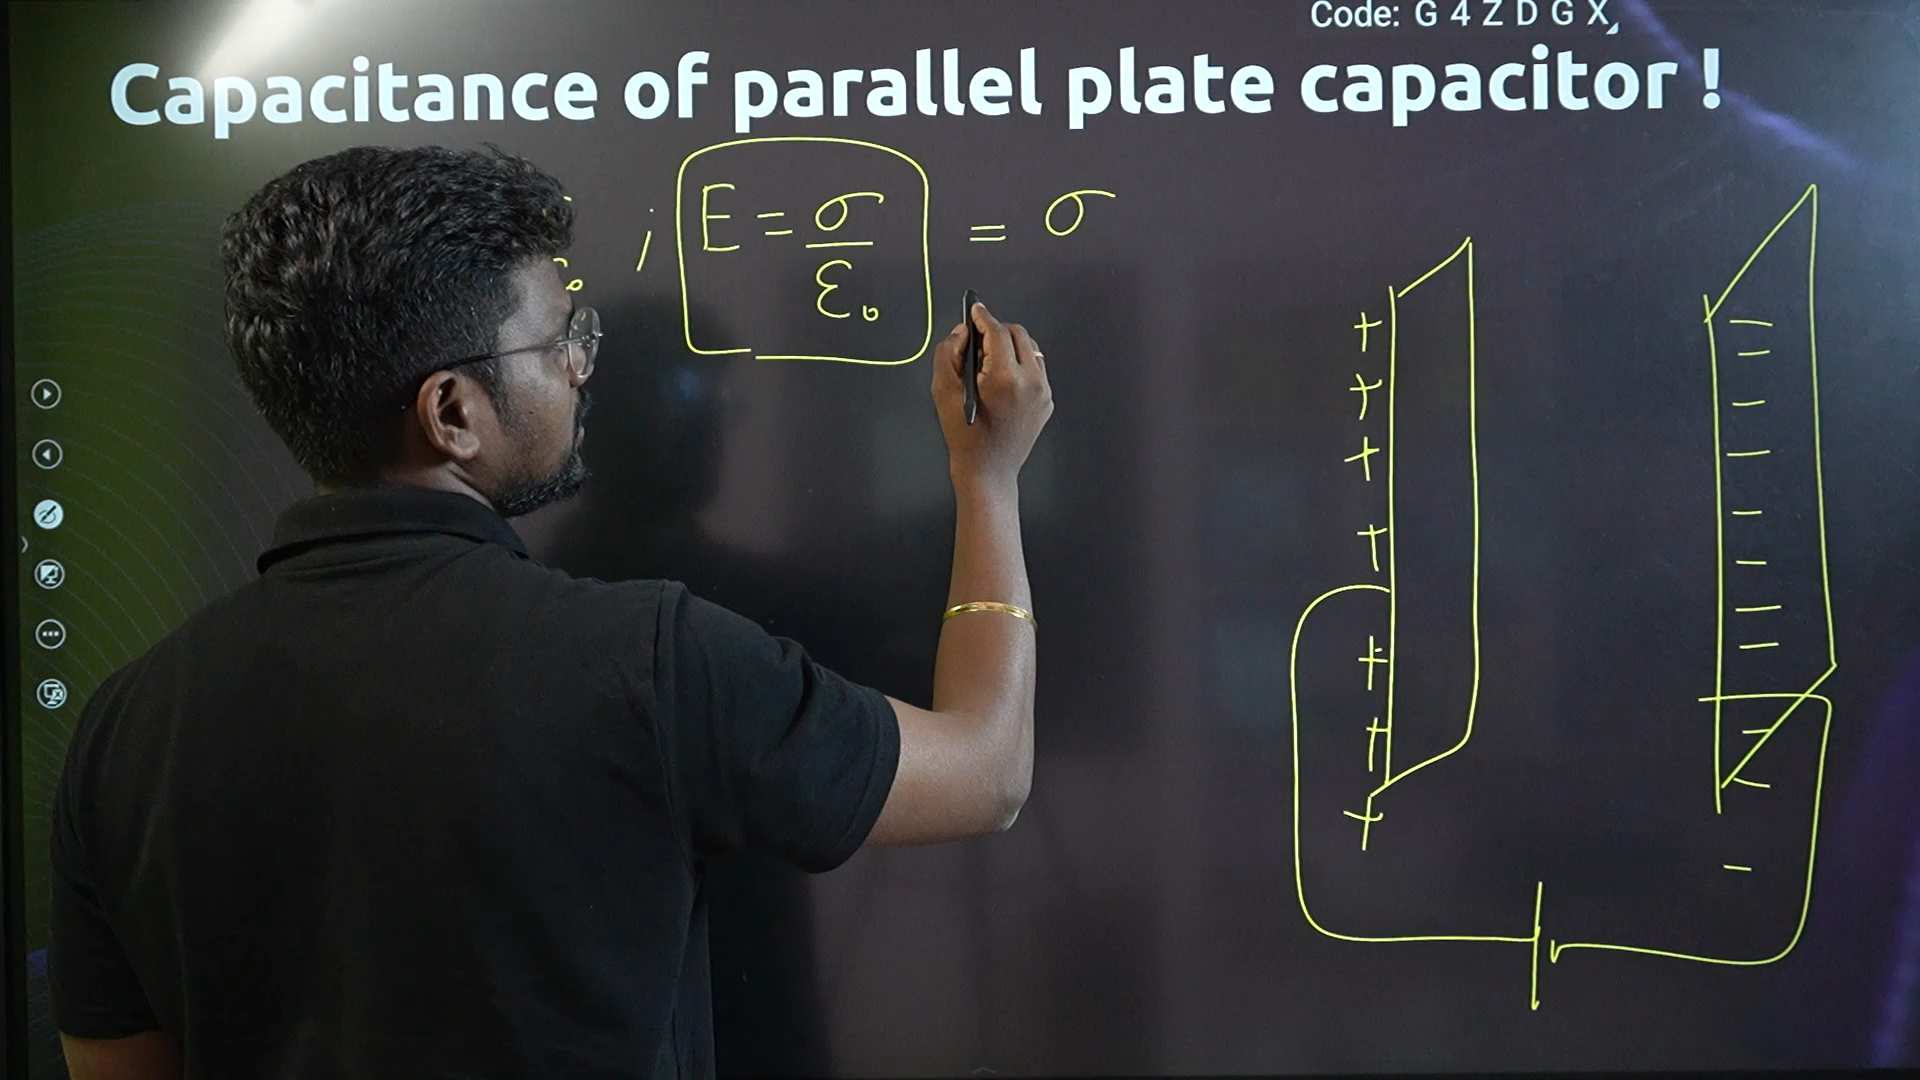 Code: G 4 Z D G X
Capacitance of parallel plate capacitor !
; E = σ/ε₀ = σ
+ + + + + + +
− − − − − − − − − − −